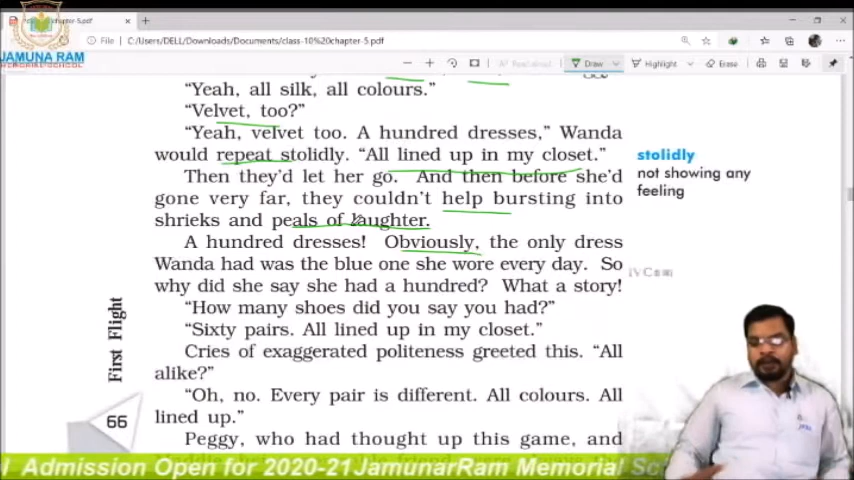 JAMUNA RAM
File
C:/Users/DELL/Downloads/Documents/class-10%20chapter-5.pdf
Draw
Highlight
Erase
"Yeah, all silk, all colours."
"Velvet, too?"
"Yeah, velvet too. A hundred dresses," Wanda
would repeat stolidly. "All lined up in my closet."
Then they'd let her go. And then before she'd
gone very far, they couldn't help bursting into
shrieks and peals of laughter.
A hundred dresses! Obviously, the only dress
Wanda had was the blue one she wore every day. So
why did she say she had a hundred? What a story!
"How many shoes did you say you had?"
"Sixty pairs. All lined up in my closet."
Cries of exaggerated politeness greeted this. "All
alike?"
"Oh, no. Every pair is different. All colours. All
lined up."
Peggy, who had thought up this game, and
stolidly
not showing any
feeling
First Flight
66
Admission Open for 2020-21JamunarRam Memorial